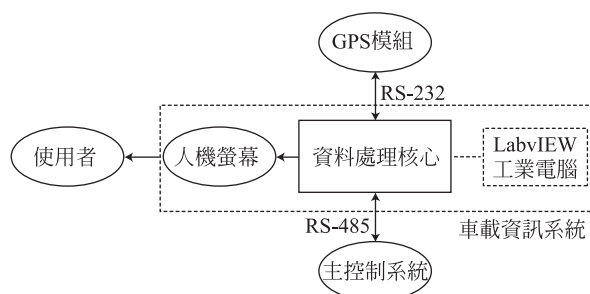 GPS模組
RS-232
使用者
人機螢幕
資料處理核心
LabvIEW
工業電腦
RS-485
車載資訊系統
主控制系統